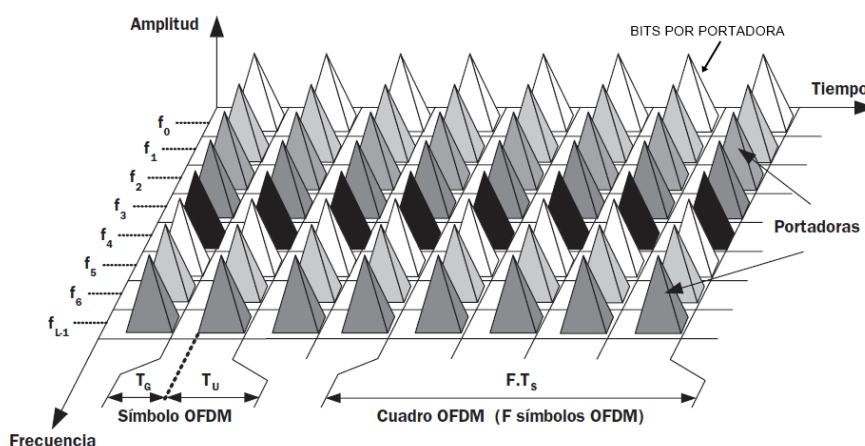 Amplitud
BITS POR PORTADORA
Tiempo
f0
f1
f2
f3
f4
f5
f6
fL-1
Portadoras
TG
TU
F.TS
Símbolo OFDM
Cuadro OFDM (F símbolos OFDM)
Frecuencia